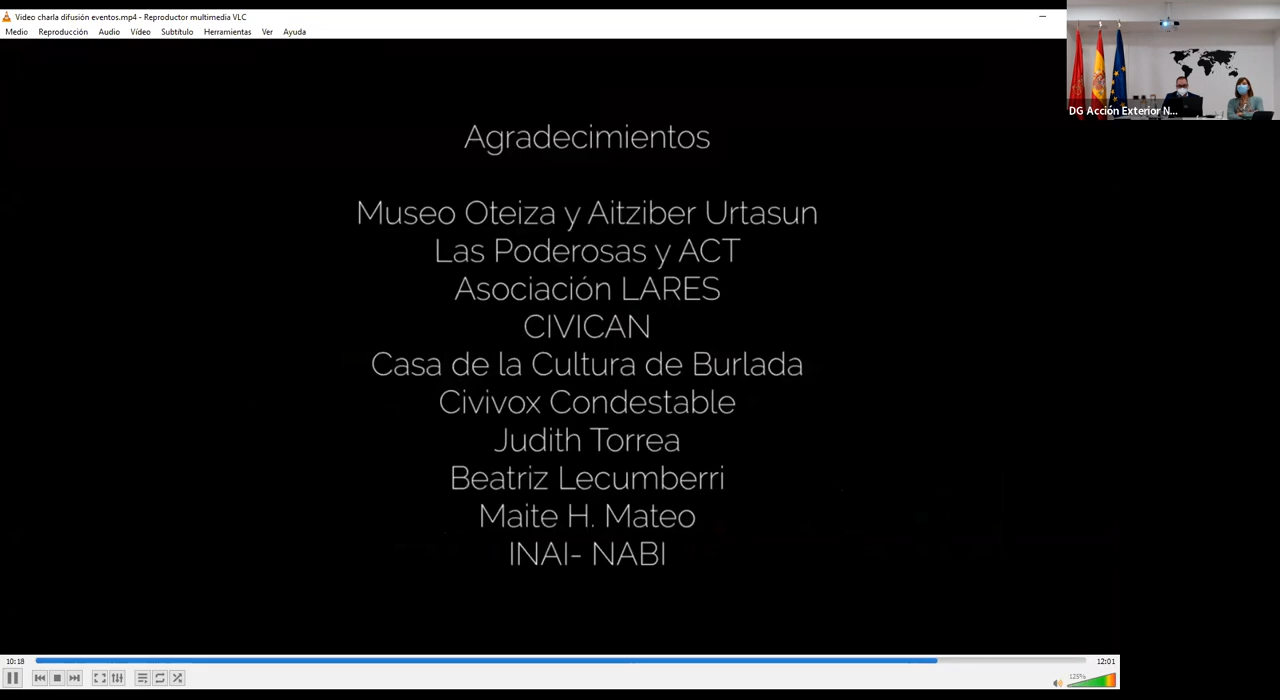 Video charla difusión eventos.mp4 - Reproductor multimedia VLC
Medio Reproducción Audio Vídeo Subtítulo Herramientas Ver Ayuda
DG Acción Exterior N...
Agradecimientos
Museo Oteiza y Aitziber Urtasun
Las Poderosas y ACT
Asociación LARES
CIVICAN
Casa de la Cultura de Burlada
Civivox Condestable
Judith Torrea
Beatriz Lecumberri
Maite H. Mateo
INAI- NABI
10:18 12:01
125%